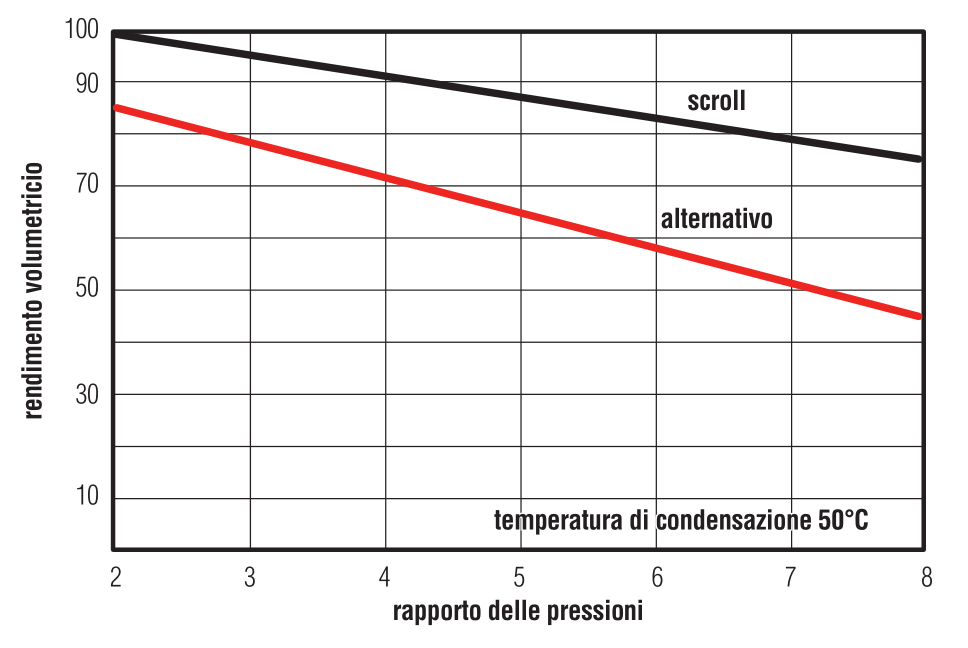 100
90
70
50
30
10
rendimento volumetricio
scroll
alternativo
temperatura di condensazione 50°C
2 3 4 5 6 7 8
rapporto delle pressioni